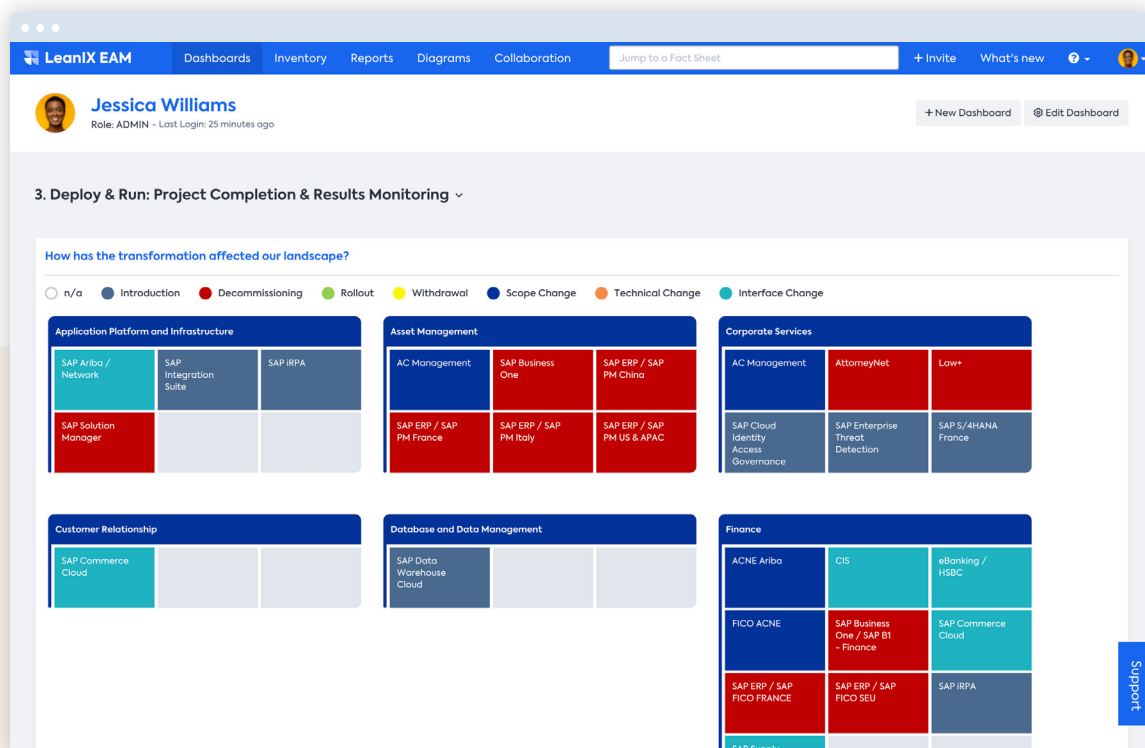 LeanIX EAM
Dashboards
Inventory
Reports
Diagrams
Collaboration
Jump to a Fact Sheet
+ Invite
What's new
?
Jessica Williams
Role: ADMIN - Last Login: 25 minutes ago
+ New Dashboard
Edit Dashboard
3. Deploy & Run: Project Completion & Results Monitoring
How has the transformation affected our landscape?
n/a
Introduction
Decommissioning
Rollout
Withdrawal
Scope Change
Technical Change
Interface Change
Application Platform and Infrastructure
SAP Ariba /
Network
SAP
Integration
Suite
SAP iRPA
SAP Solution
Manager
Asset Management
AC Management
SAP Business
One
SAP ERP / SAP
PM China
SAP ERP / SAP
PM France
SAP ERP / SAP
PM Italy
SAP ERP / SAP
PM US & APAC
Corporate Services
AC Management
AttorneyNet
Law+
SAP Cloud
Identity
Access
Governance
SAP Enterprise
Threat
Detection
SAP S/4HANA
France
Customer Relationship
SAP Commerce
Cloud
Database and Data Management
SAP Data
Warehouse
Cloud
Finance
ACNE Ariba
CIS
eBanking /
HSBC
FICO ACNE
SAP Business
One / SAP B1
- Finance
SAP Commerce
Cloud
SAP ERP / SAP
FICO FRANCE
SAP ERP / SAP
FICO SEU
SAP iRPA
SAP Supply
Support